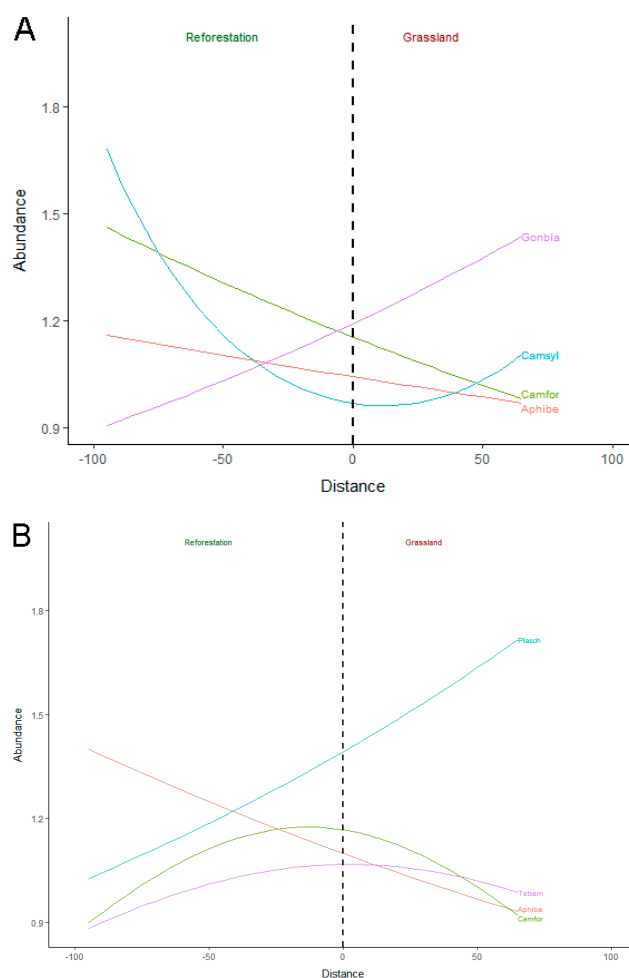 A
Reforestation Grassland
1.8
1.5
1.2
0.9
Abundance
Gonbla
Camsyl
Camfor
Aphibe
-100 -50 0 50 100
Distance
B
Reforestation Grassland
1.8
1.5
1.2
0.9
Abundance
Plasch
Tetsem
Aphibe
Camfor
-100 -50 0 50 100
Distance